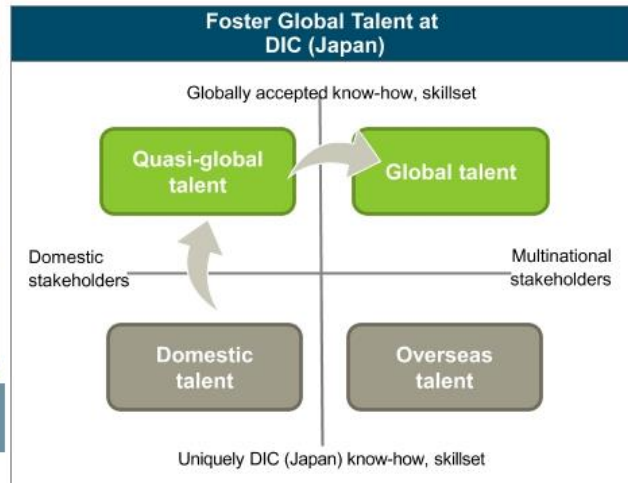 Foster Global Talent at
DIC (Japan)
Globally accepted know-how, skillset
Quasi-global
talent
Global talent
Domestic
stakeholders
Multinational
stakeholders
Domestic
talent
Overseas
talent
Uniquely DIC (Japan) know-how, skillset